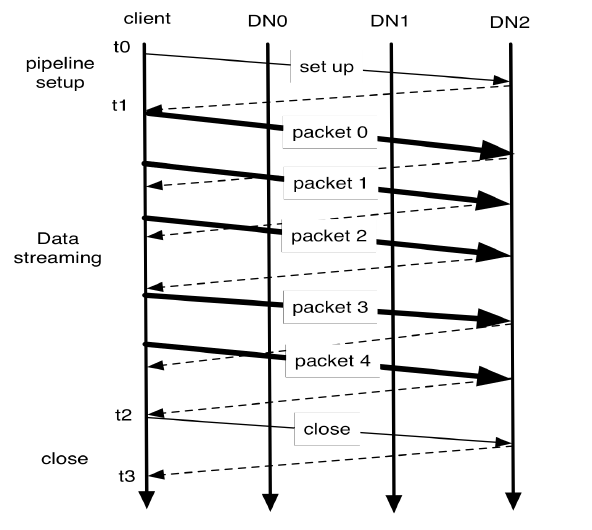 client DN0 DN1 DN2
t0
pipeline
setup
set up
t1
packet 0
packet 1
packet 2
Data
streaming
packet 3
packet 4
t2
close
close
t3